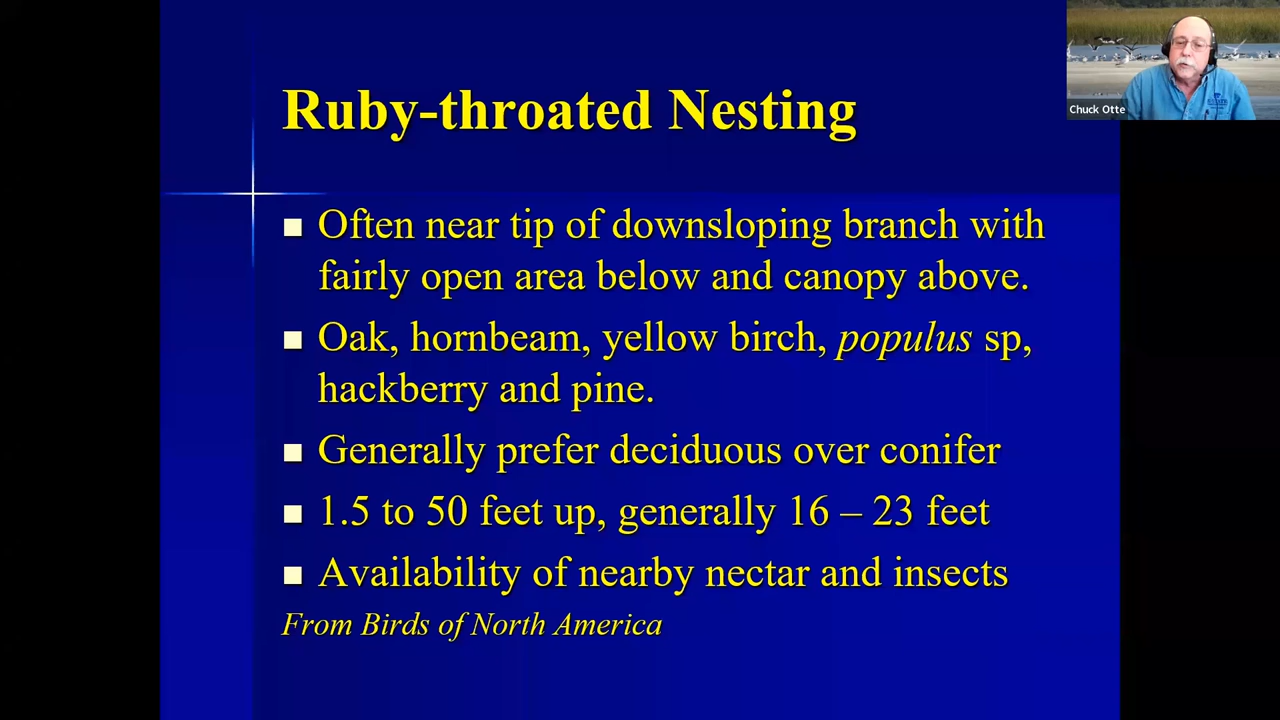 Ruby-throated Nesting
Often near tip of downsloping branch with
fairly open area below and canopy above.
Oak, hornbeam, yellow birch, populus sp,
hackberry and pine.
Generally prefer deciduous over conifer
1.5 to 50 feet up, generally 16 – 23 feet
Availability of nearby nectar and insects
From Birds of North America
Chuck Otte